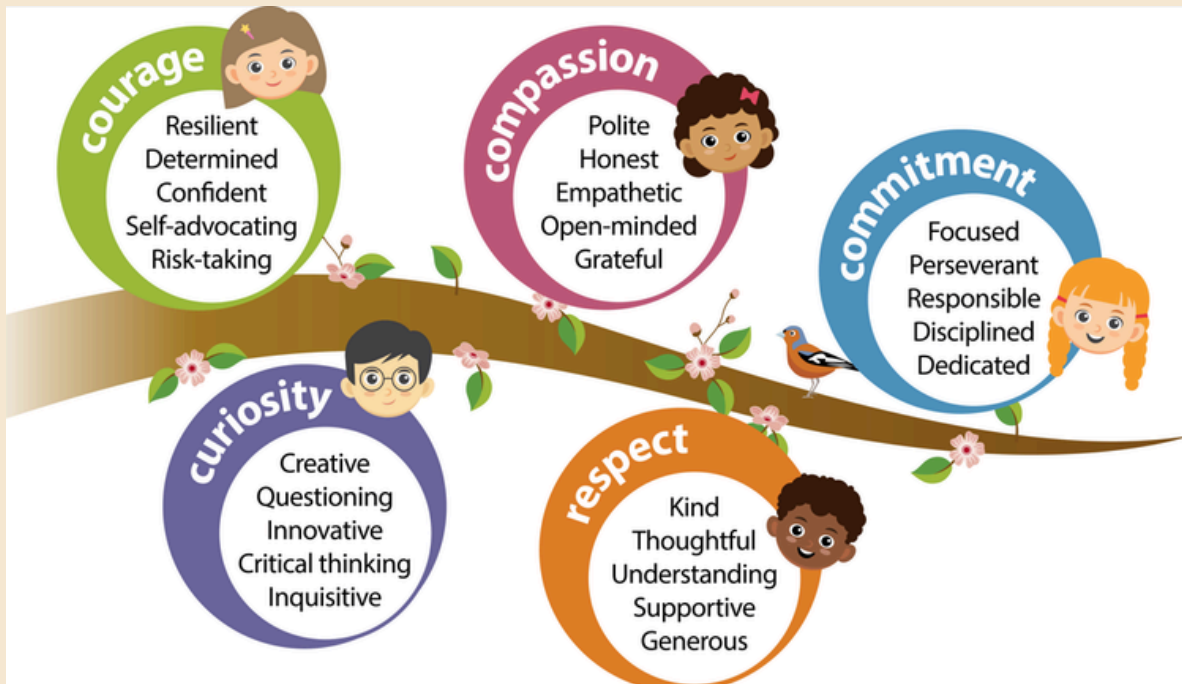 courage
Resilient
Determined
Confident
Self-advocating
Risk-taking
compassion
Polite
Honest
Empathetic
Open-minded
Grateful
commitment
Focused
Perseverant
Responsible
Disciplined
Dedicated
curiosity
Creative
Questioning
Innovative
Critical thinking
Inquisitive
respect
Kind
Thoughtful
Understanding
Supportive
Generous